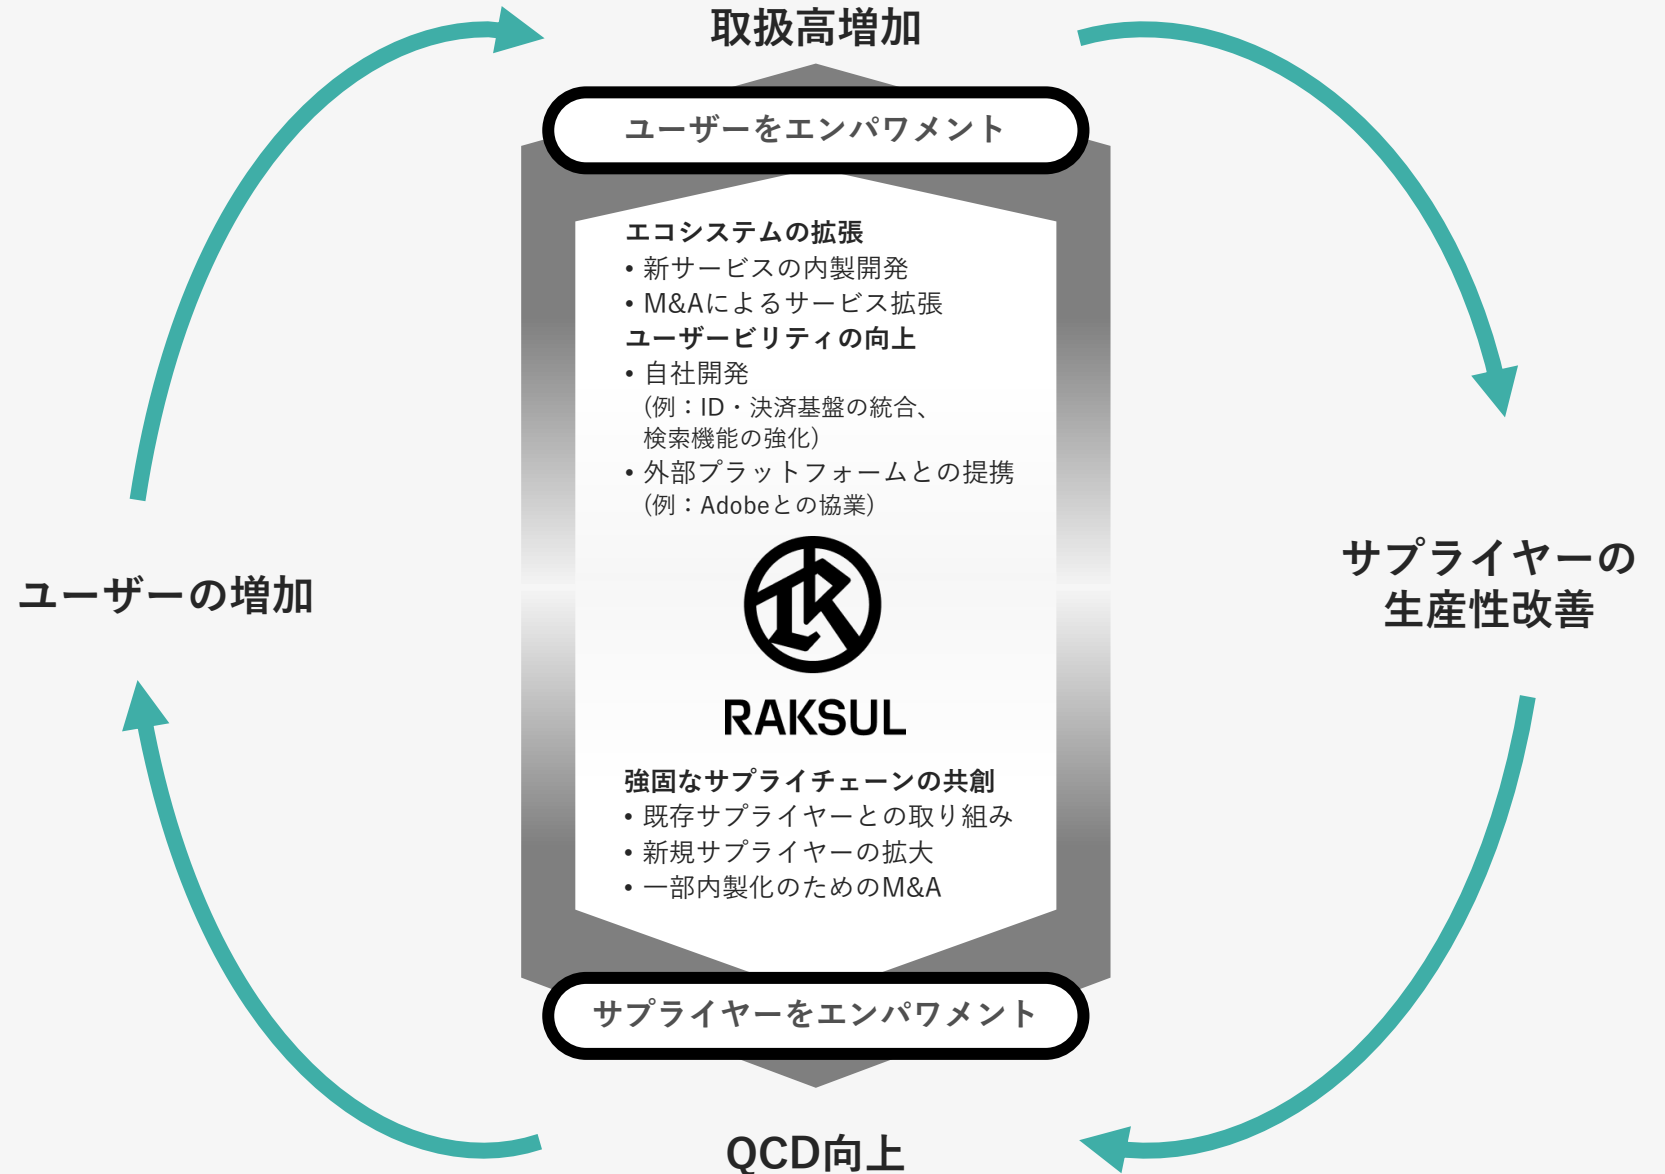 取扱高増加
ユーザーをエンパワメント
エコシステムの拡張
• 新サービスの内製開発
• M&Aによるサービス拡張
ユーザービリティの向上
• 自社開発
(例：ID・決済基盤の統合、
検索機能の強化)
• 外部プラットフォームとの提携
(例：Adobeとの協業)
ユーザーの増加
サプライヤーの
生産性改善
RAKSUL
強固なサプライチェーンの共創
• 既存サプライヤーとの取り組み
• 新規サプライヤーの拡大
• 一部内製化のためのM&A
サプライヤーをエンパワメント
QCD向上